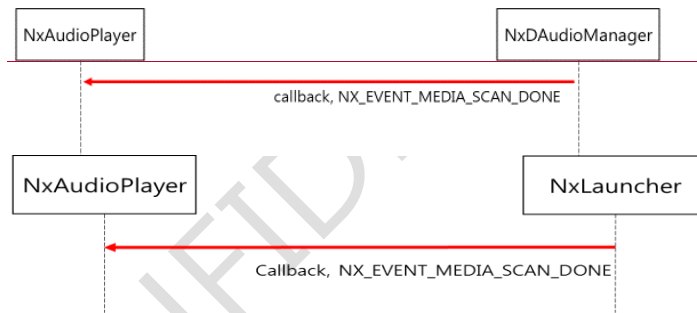 NxAudioPlayer
NxDAudioManager
callback, NX_EVENT_MEDIA_SCAN_DONE
NxAudioPlayer
NxLauncher
Callback, NX_EVENT_MEDIA_SCAN_DONE